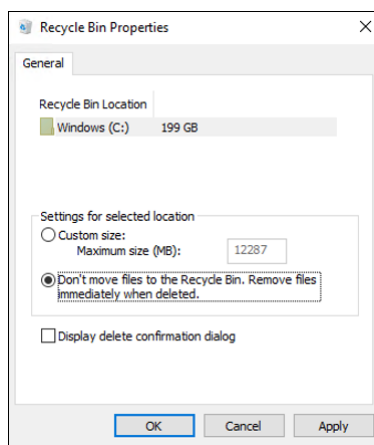 Recycle Bin Properties
General
Recycle Bin Location
Windows (C:) 199 GB
Settings for selected location
Custom size:
Maximum size (MB): 12287
Don't move files to the Recycle Bin. Remove files
immediately when deleted.
Display delete confirmation dialog
OK Cancel Apply